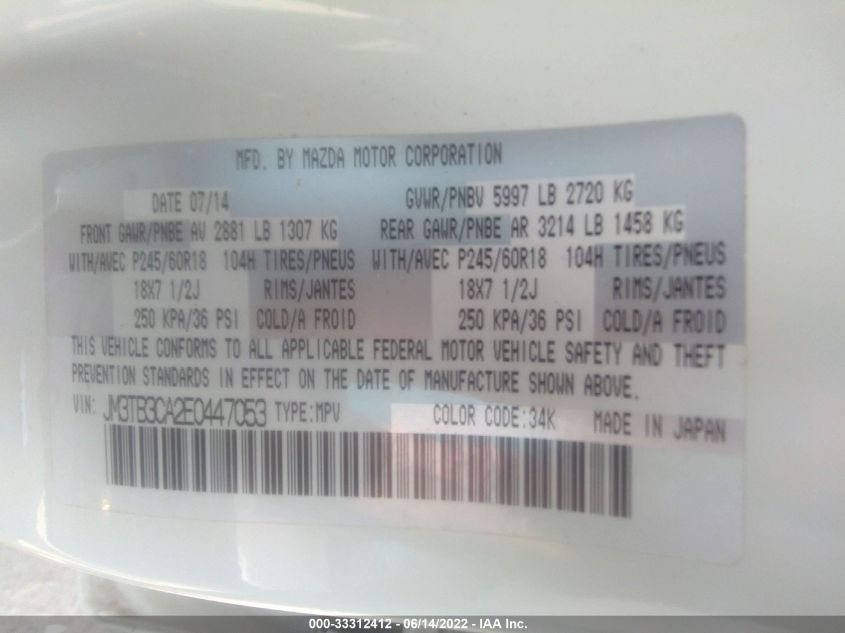 MFD. BY MAZDA MOTOR CORPORATION
DATE 07/14 GVWR/PNBV 5997 LB 2720 KG
FRONT GAWR/PNBE AV 2881 LB 1307 KG REAR GAWR/PNBE AR 3214 LB 1458 KG
WITH/AVEC P245/60R18 104H TIRES/PNEUS WITH/AVEC P245/60R18 104H TIRES/PNEUS
18X7 1/2J RIMS/JANTES 18X7 1/2J RIMS/JANTES
250 KPA/36 PSI COLD/A FROID 250 KPA/36 PSI COLD/A FROID
THIS VEHICLE CONFORMS TO ALL APPLICABLE FEDERAL MOTOR VEHICLE SAFETY AND THEFT
PREVENTION STANDARDS IN EFFECT ON THE DATE OF MANUFACTURE SHOWN ABOVE.
VIN: JM3TB3CA2E0447053 TYPE:MPV COLOR CODE:34K MADE IN JAPAN
000-33312412 - 06/14/2022 - IAA Inc.